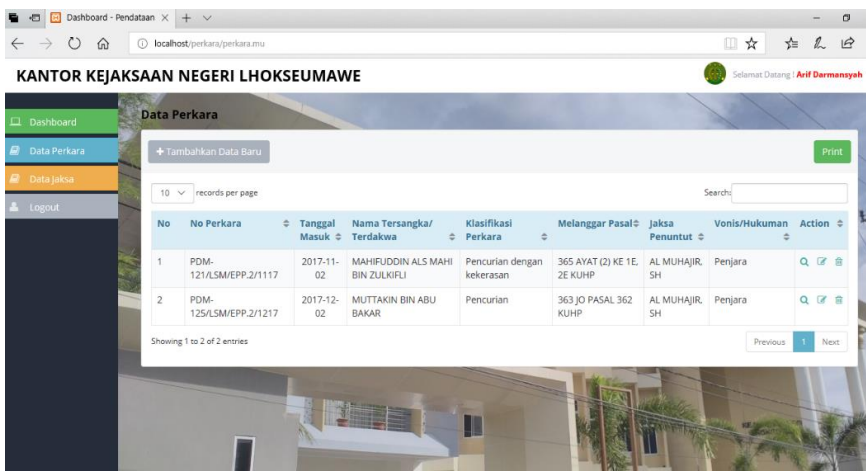 Dashboard - Pendataan
localhost/perkara/perkara.mu
KANTOR KEJAKSAAN NEGERI LHOKSEUMAWE
Selamat Datang ! Arif Darmansyah
Dashboard
Data Perkara
Data Jaksa
Logout
Data Perkara
+ Tambahkan Data Baru
Print
10 records per page
Search:
No No Perkara Tanggal Masuk Nama Tersangka/ Terdakwa Klasifikasi Perkara Melanggar Pasal Jaksa Penuntut Vonis/Hukuman Action
1 PDM-121/LSM/EPP.2/1117 2017-11-02 MAHIFUDDIN ALS MAHI BIN ZULKIFLI Pencurian dengan kekerasan 365 AYAT (2) KE 1E, 2E KUHP AL MUHAJIR, SH Penjara
2 PDM-125/LSM/EPP.2/1217 2017-12-02 MUTTAKIN BIN ABU BAKAR Pencurian 363 JO PASAL 362 KUHP AL MUHAJIR, SH Penjara
Showing 1 to 2 of 2 entries
Previous 1 Next